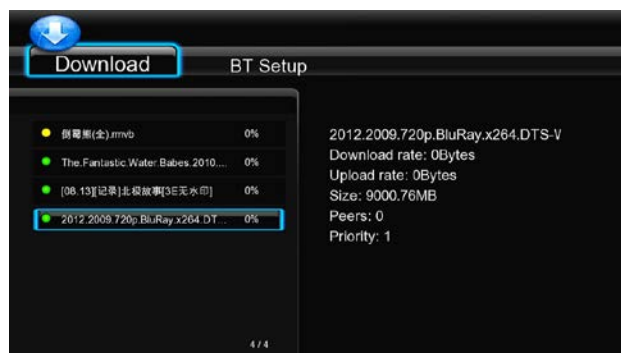 Download
BT Setup
倒霉熊(全).rmvb 0%
The.Fantastic.Water.Babes.2010.... 0%
[08.13][记录]北极故事[3E无水印] 0%
2012.2009.720p.BluRay.x264.DT... 0%
4/4
2012.2009.720p.BluRay.x264.DTS-V
Download rate: 0Bytes
Upload rate: 0Bytes
Size: 9000.76MB
Peers: 0
Priority: 1